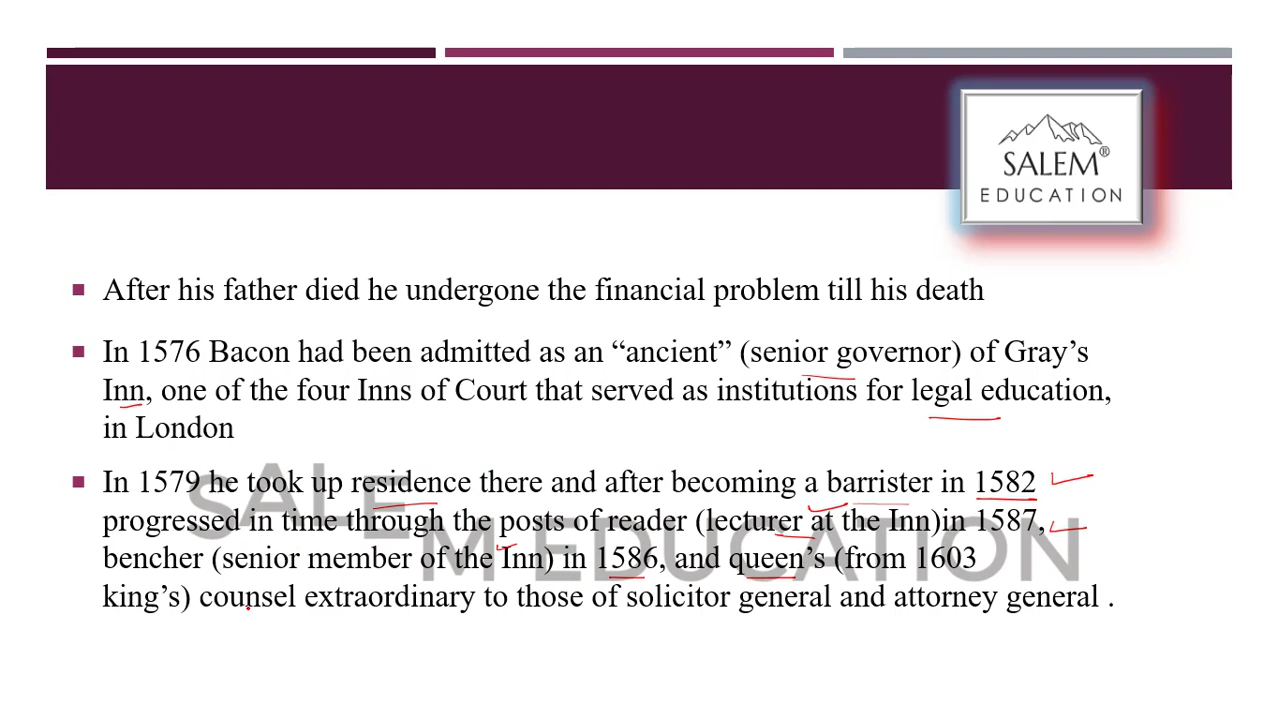 SALEM®
EDUCATION
After his father died he undergone the financial problem till his death
In 1576 Bacon had been admitted as an “ancient” (senior governor) of Gray’s
Inn, one of the four Inns of Court that served as institutions for legal education,
in London
In 1579 he took up residence there and after becoming a barrister in 1582
progressed in time through the posts of reader (lecturer at the Inn)in 1587,
bencher (senior member of the Inn) in 1586, and queen’s (from 1603
king’s) counsel extraordinary to those of solicitor general and attorney general .
SALEM EDUCATION